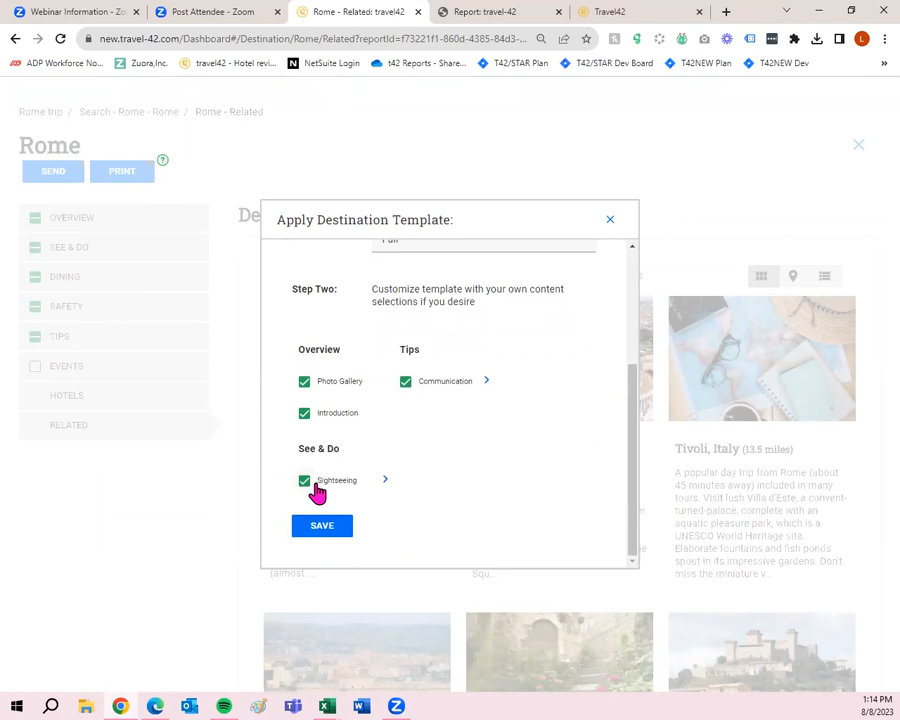 Webinar Information - Zo
Post Attendee - Zoom
Rome - Related: travel42
Report: travel-42
Travel42
new.travel-42.com/Dashboard#/Destination/Rome/Related?reportId=f73221f1-860d-4385-84d3-...
L
ADP Workforce No...
Zuora,Inc.
travel42 - Hotel revi...
NetSuite Login
t42 Reports - Share...
T42/STAR Plan
T42/STAR Dev Board
T42NEW Plan
T42NEW Dev
»
Rome trip / Search - Rome - Rome / Rome - Related
Rome
SEND
PRINT
?
OVERVIEW
SEE & DO
DINING
SAFETY
TIPS
EVENTS
HOTELS
RELATED
De
Apply Destination Template:
Step Two:
Customize template with your own content
selections if you desire
Overview
Tips
Photo Gallery
Communication
Introduction
See & Do
Sightseeing
SAVE
(almost ...
Squ...
Tivoli, Italy (13.5 miles)
A popular day trip from Rome (about
45 minutes away) included in many
tours. Visit lush Villa d'Este, a convent-
turned-palace, complete with an
aquatic pleasure park, which is a
UNESCO World Heritage site.
Elaborate fountains and fish ponds
spout in its impressive gardens. Don't
miss the miniature v...
1:14 PM
8/8/2023